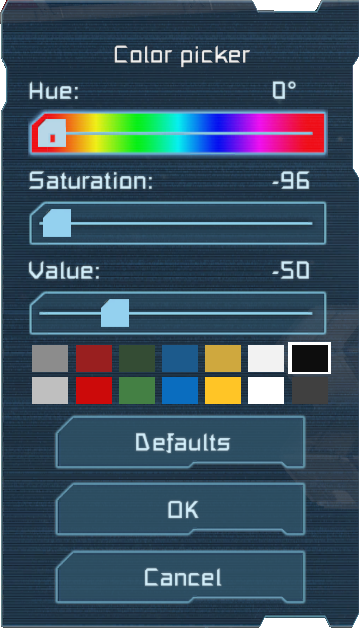 Color picker
Hue: 0°
Saturation: -96
Value: -50
Defaults
OK
Cancel